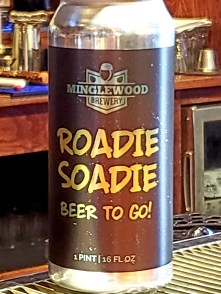 MINGLEWOOD
BREWERY
ROADIE
SOADIE
BEER TO GO!
1 PINT | 16 FL OZ